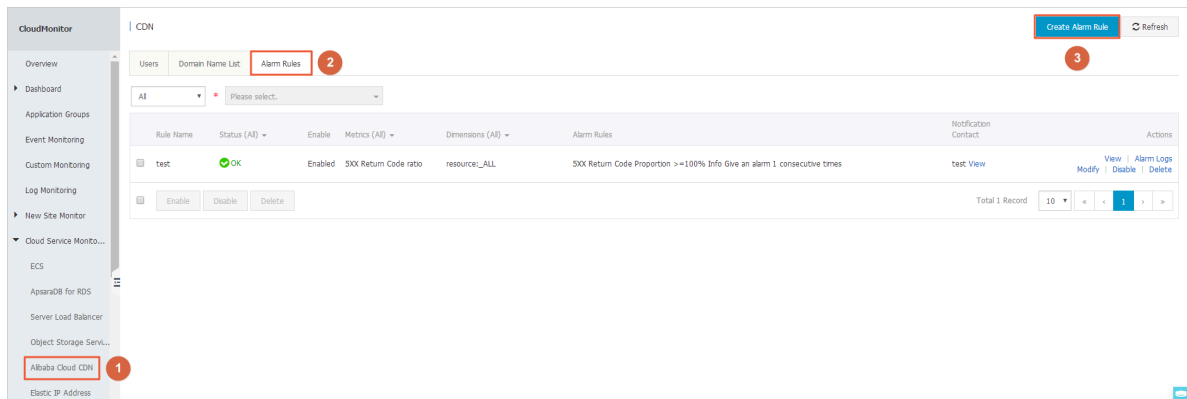 CloudMonitor
Overview
Dashboard
Application Groups
Event Monitoring
Custom Monitoring
Log Monitoring
New Site Monitor
Cloud Service Monito...
ECS
ApsaraDB for RDS
Server Load Balancer
Object Storage Servi...
Alibaba Cloud CDN 1
Elastic IP Address
CDN
Create Alarm Rule Refresh
3
Users Domain Name List Alarm Rules 2
All * Please select.
Rule Name Status (All) Enable Metrics (All) Dimensions (All) Alarm Rules Notification Contact Actions
test OK Enabled 5XX Return Code ratio resource:_ALL 5XX Return Code Proportion >=100% Info Give an alarm 1 consecutive times test View View | Alarm Logs
Modify | Disable | Delete
Enable Disable Delete Total 1 Record 10 « ‹ 1 › »